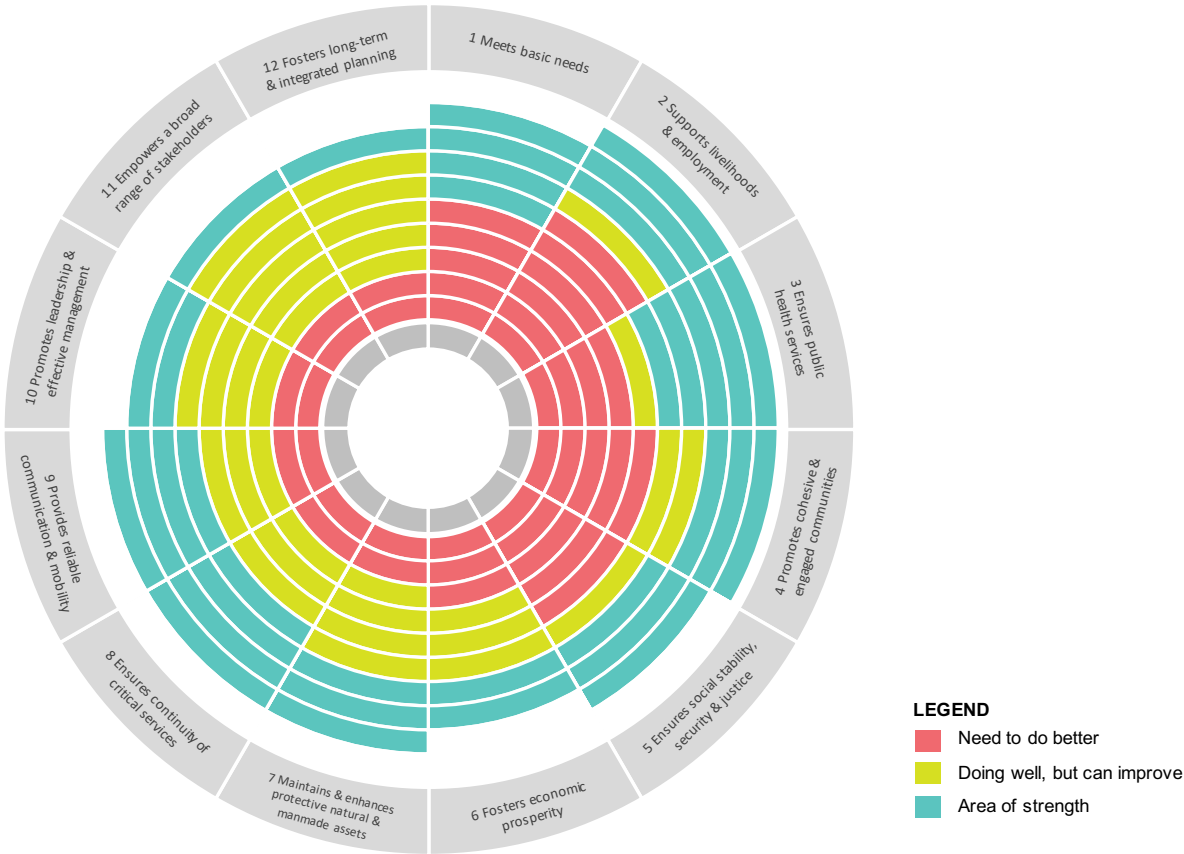 1 Meets basic needs
2 Supports livelihoods
& employment
3 Ensures public
health services
4 Promotes cohesive &
engaged communities
5 Ensures social stability,
security & justice
6 Fosters economic
prosperity
7 Maintains & enhances
protective natural &
manmade assets
8 Ensures continuity of
critical services
9 Provides reliable
communication & mobility
10 Promotes leadership &
effective management
11 Empowers a broad
range of stakeholders
12 Fosters long-term
& integrated planning
LEGEND
Need to do better
Doing well, but can improve
Area of strength